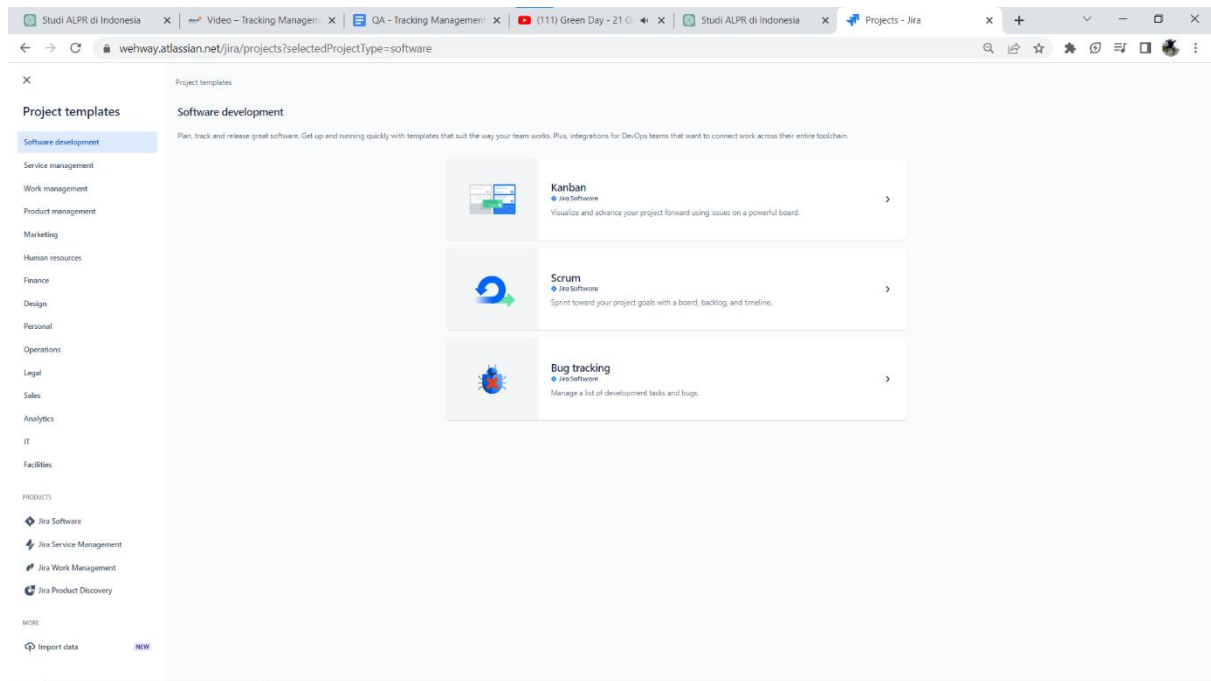 Studi ALPR di Indonesia
Video – Tracking Managem
QA - Tracking Management
(111) Green Day - 21 G
Studi ALPR di Indonesia
Projects - Jira
wehway.atlassian.net/jira/projects?selectedProjectType=software
Project templates
Project templates
Software development
Software development
Plan, track and release great software. Get up and running quickly with templates that suit the way your team works. Plus, integrations for DevOps teams that want to connect work across their entire toolchain.
Service management
Work management
Product management
Marketing
Human resources
Finance
Design
Personal
Operations
Legal
Sales
Analytics
IT
Facilities
PRODUCTS
Jira Software
Jira Service Management
Jira Work Management
Jira Product Discovery
MORE
Import data NEW
Kanban
Jira Software
Visualize and advance your project forward using issues on a powerful board.
Scrum
Jira Software
Sprint toward your project goals with a board, backlog, and timeline.
Bug tracking
Jira Software
Manage a list of development tasks and bugs.